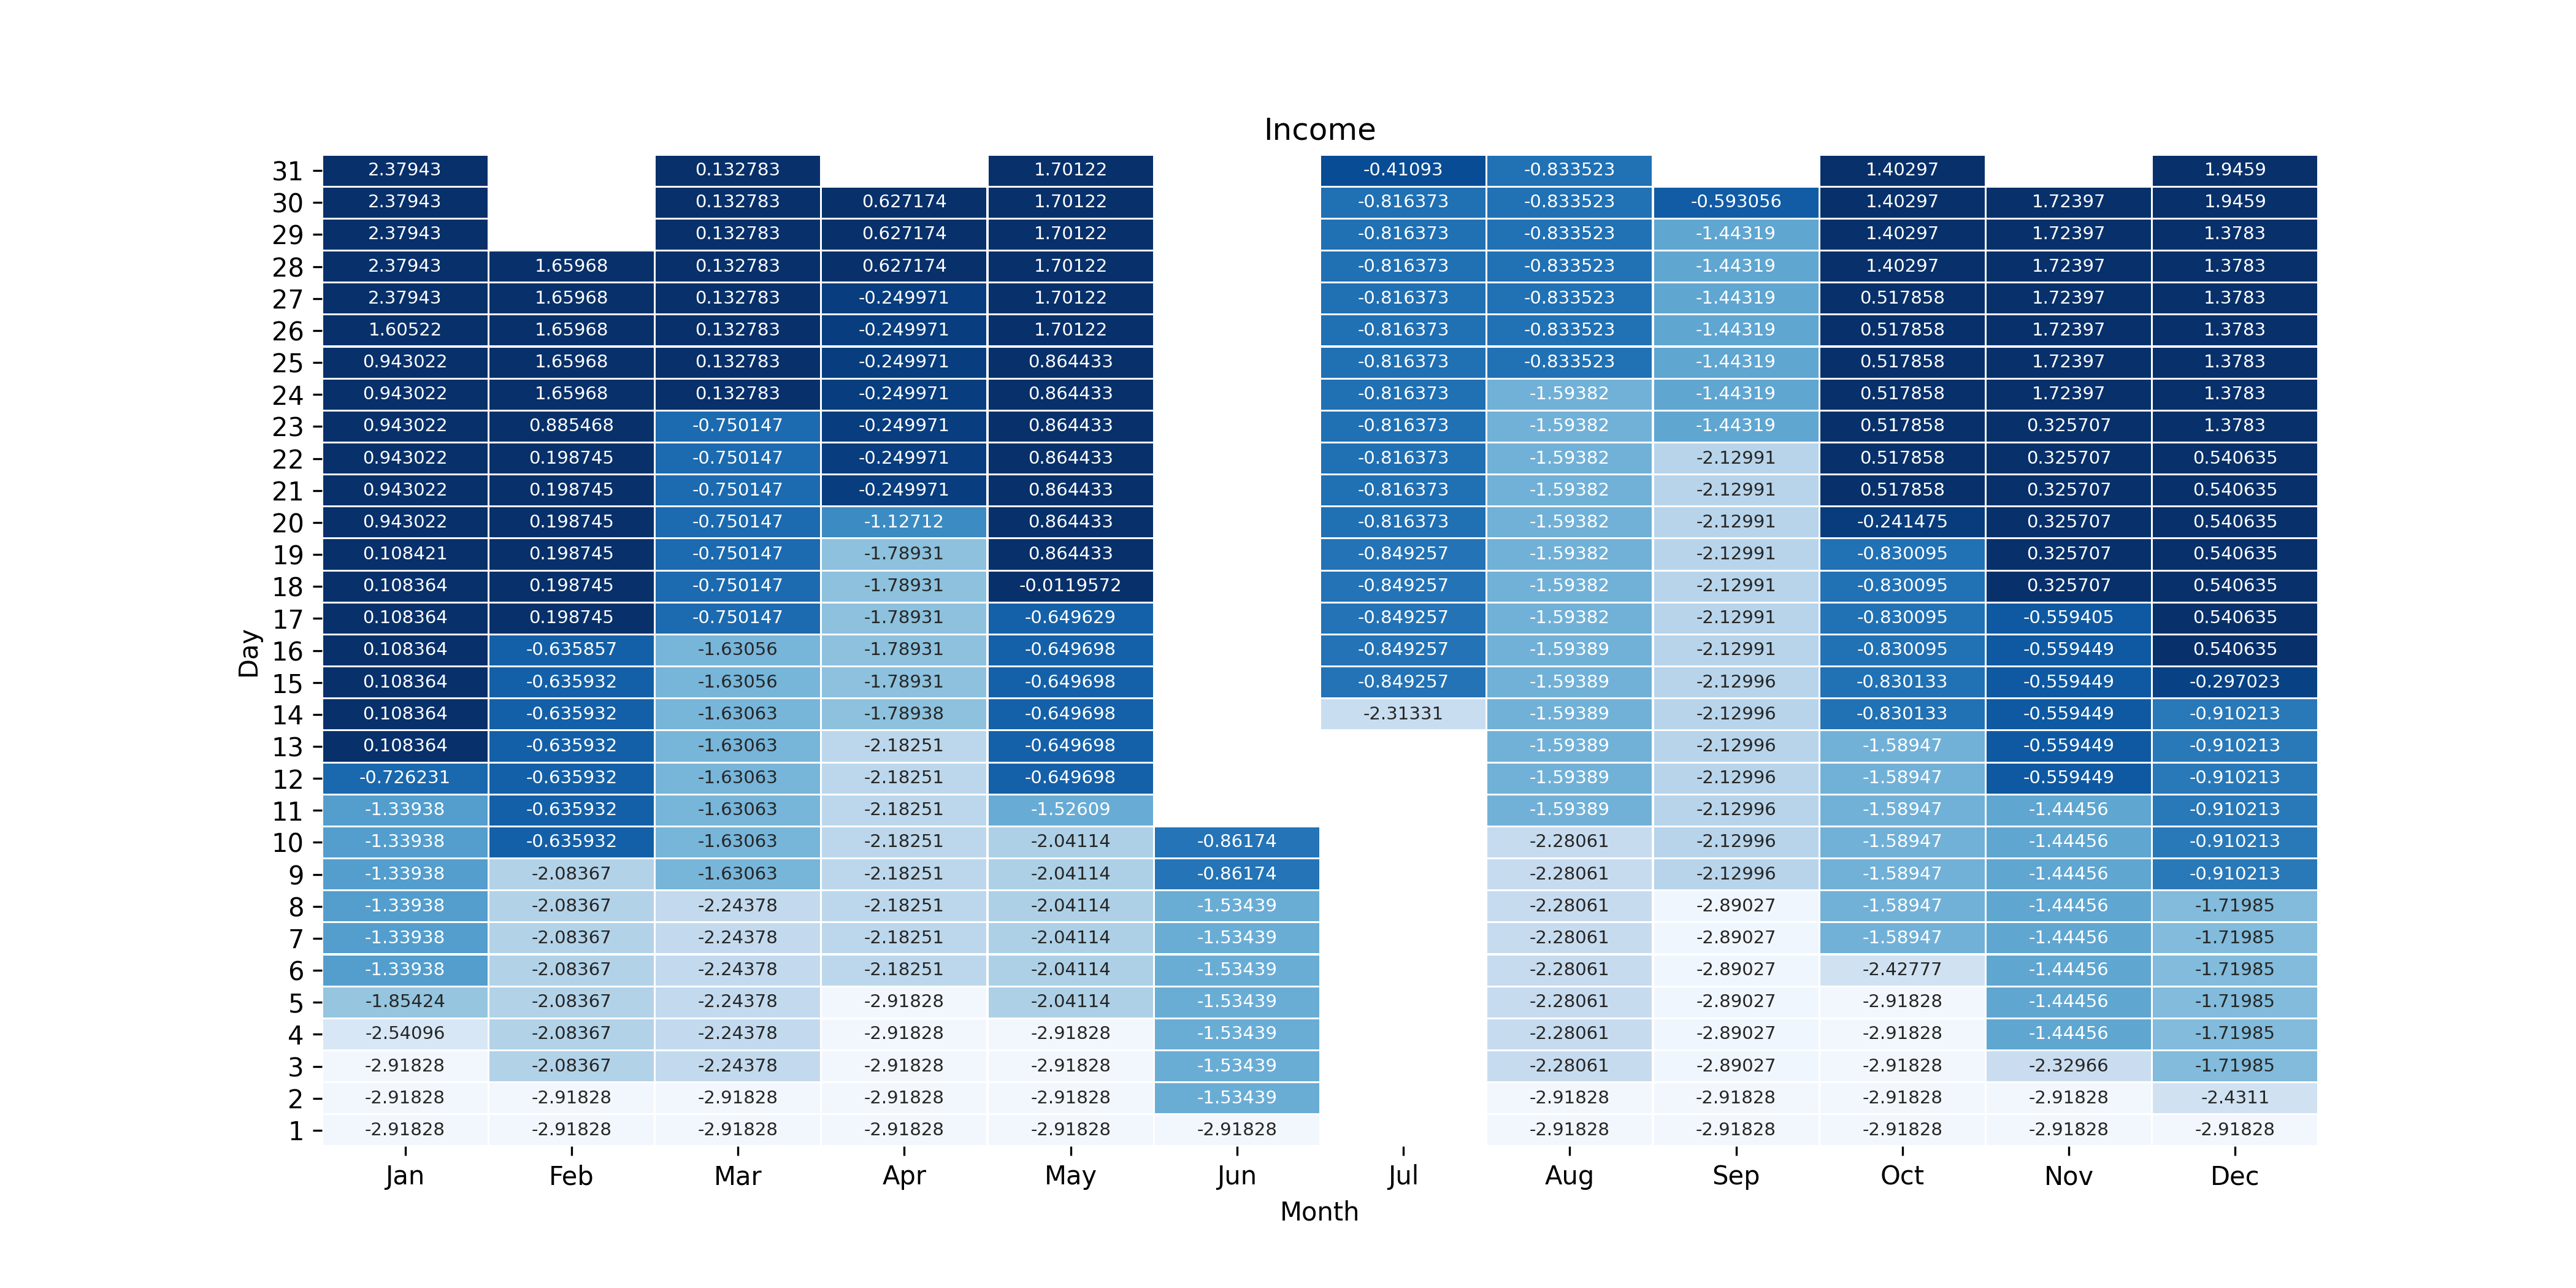 Income
31 2.37943 0.132783 1.70122 -0.41093 -0.833523 1.40297 1.9459
30 2.37943 0.132783 0.627174 1.70122 -0.816373 -0.833523 -0.593056 1.40297 1.72397 1.9459
29 2.37943 0.132783 0.627174 1.70122 -0.816373 -0.833523 -1.44319 1.40297 1.72397 1.3783
28 2.37943 1.65968 0.132783 0.627174 1.70122 -0.816373 -0.833523 -1.44319 1.40297 1.72397 1.3783
27 2.37943 1.65968 0.132783 -0.249971 1.70122 -0.816373 -0.833523 -1.44319 0.517858 1.72397 1.3783
26 1.60522 1.65968 0.132783 -0.249971 1.70122 -0.816373 -0.833523 -1.44319 0.517858 1.72397 1.3783
25 0.943022 1.65968 0.132783 -0.249971 0.864433 -0.816373 -0.833523 -1.44319 0.517858 1.72397 1.3783
24 0.943022 1.65968 0.132783 -0.249971 0.864433 -0.816373 -1.59382 -1.44319 0.517858 1.72397 1.3783
23 0.943022 0.885468 -0.750147 -0.249971 0.864433 -0.816373 -1.59382 -1.44319 0.517858 0.325707 1.3783
22 0.943022 0.198745 -0.750147 -0.249971 0.864433 -0.816373 -1.59382 -2.12991 0.517858 0.325707 0.540635
21 0.943022 0.198745 -0.750147 -0.249971 0.864433 -0.816373 -1.59382 -2.12991 0.517858 0.325707 0.540635
20 0.943022 0.198745 -0.750147 -1.12712 0.864433 -0.816373 -1.59382 -2.12991 -0.241475 0.325707 0.540635
19 0.108421 0.198745 -0.750147 -1.78931 0.864433 -0.849257 -1.59382 -2.12991 -0.830095 0.325707 0.540635
18 0.108364 0.198745 -0.750147 -1.78931 -0.0119572 -0.849257 -1.59382 -2.12991 -0.830095 0.325707 0.540635
17 0.108364 0.198745 -0.750147 -1.78931 -0.649629 -0.849257 -1.59382 -2.12991 -0.830095 -0.559405 0.540635
16 0.108364 -0.635857 -1.63056 -1.78931 -0.649698 -0.849257 -1.59389 -2.12991 -0.830095 -0.559449 0.540635
15 0.108364 -0.635932 -1.63056 -1.78931 -0.649698 -0.849257 -1.59389 -2.12996 -0.830133 -0.559449 -0.297023
14 0.108364 -0.635932 -1.63063 -1.78938 -0.649698 -2.31331 -1.59389 -2.12996 -0.830133 -0.559449 -0.910213
13 0.108364 -0.635932 -1.63063 -2.18251 -0.649698 -1.59389 -2.12996 -1.58947 -0.559449 -0.910213
12 -0.726231 -0.635932 -1.63063 -2.18251 -0.649698 -1.59389 -2.12996 -1.58947 -0.559449 -0.910213
11 -1.33938 -0.635932 -1.63063 -2.18251 -1.52609 -1.59389 -2.12996 -1.58947 -1.44456 -0.910213
10 -1.33938 -0.635932 -1.63063 -2.18251 -2.04114 -0.86174 -2.28061 -2.12996 -1.58947 -1.44456 -0.910213
9 -1.33938 -2.08367 -1.63063 -2.18251 -2.04114 -0.86174 -2.28061 -2.12996 -1.58947 -1.44456 -0.910213
8 -1.33938 -2.08367 -2.24378 -2.18251 -2.04114 -1.53439 -2.28061 -2.89027 -1.58947 -1.44456 -1.71985
7 -1.33938 -2.08367 -2.24378 -2.18251 -2.04114 -1.53439 -2.28061 -2.89027 -1.58947 -1.44456 -1.71985
6 -1.33938 -2.08367 -2.24378 -2.18251 -2.04114 -1.53439 -2.28061 -2.89027 -2.42777 -1.44456 -1.71985
5 -1.85424 -2.08367 -2.24378 -2.91828 -2.04114 -1.53439 -2.28061 -2.89027 -2.91828 -1.44456 -1.71985
4 -2.54096 -2.08367 -2.24378 -2.91828 -2.91828 -1.53439 -2.28061 -2.89027 -2.91828 -1.44456 -1.71985
3 -2.91828 -2.08367 -2.24378 -2.91828 -2.91828 -1.53439 -2.28061 -2.89027 -2.91828 -2.32966 -1.71985
2 -2.91828 -2.91828 -2.91828 -2.91828 -2.91828 -1.53439 -2.91828 -2.91828 -2.91828 -2.91828 -2.4311
1 -2.91828 -2.91828 -2.91828 -2.91828 -2.91828 -2.91828 -2.91828 -2.91828 -2.91828 -2.91828 -2.91828
Day
Jan Feb Mar Apr May Jun Jul Aug Sep Oct Nov Dec
Month